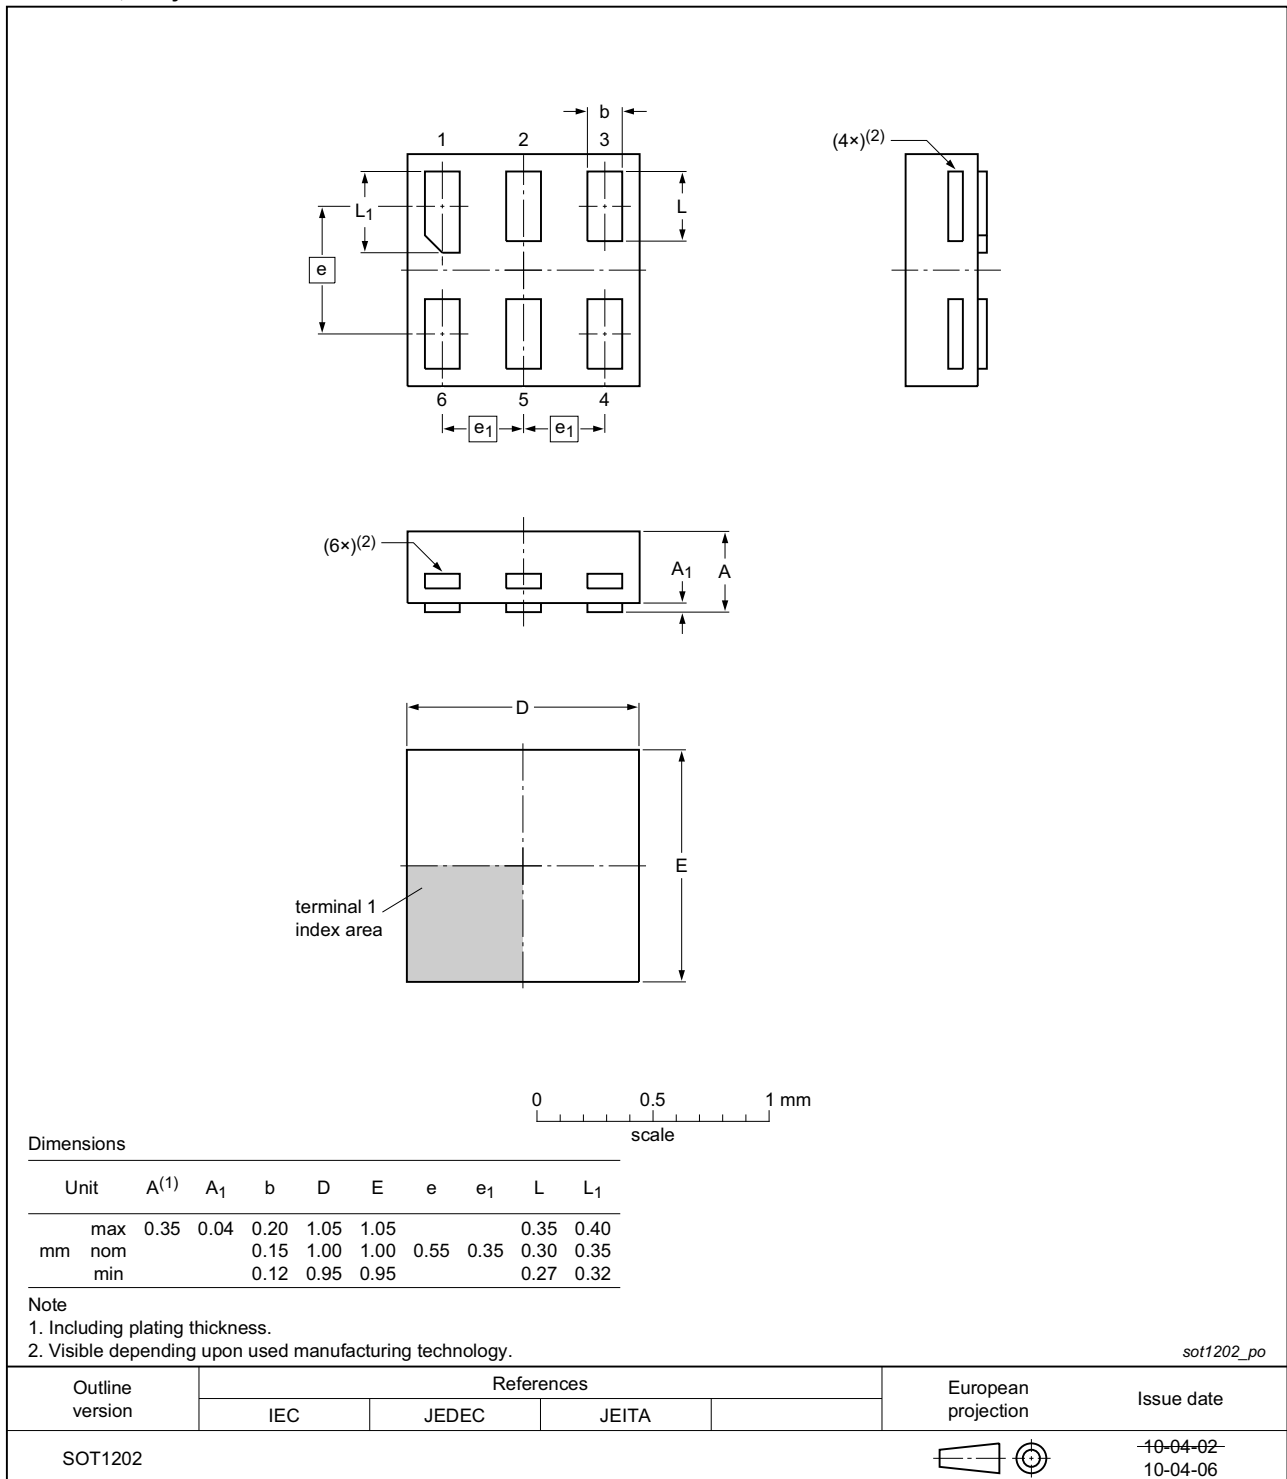 b
1 2 3
(4×)(2)
L1
L
e
6 5 4
e1 e1
(6×)(2)
A1 A
D
E
terminal 1
index area
0 0.5 1 mm
scale
Dimensions
Unit A(1) A1 b D E e e1 L L1
max 0.35 0.04 0.20 1.05 1.05 0.35 0.40
mm nom 0.15 1.00 1.00 0.55 0.35 0.30 0.35
min 0.12 0.95 0.95 0.27 0.32
Note
1. Including plating thickness.
2. Visible depending upon used manufacturing technology.
sot1202_po
Outline version
References
European projection
Issue date
IEC JEDEC JEITA
SOT1202
10-04-02
10-04-06